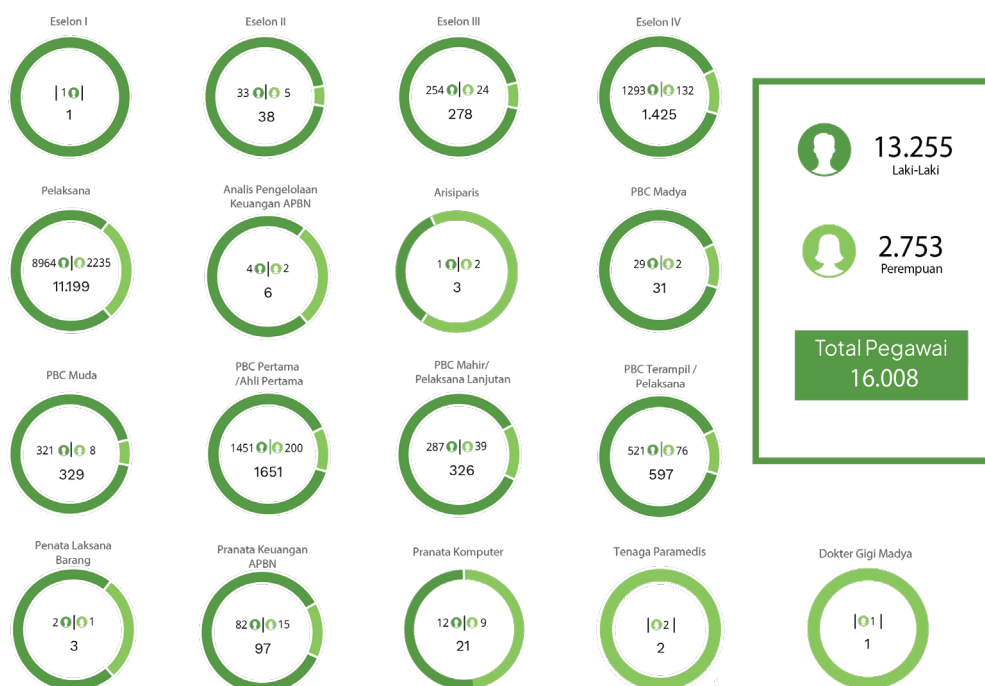 Eselon I
1
1
Eselon II
33 5
38
Eselon III
254 24
278
Eselon IV
1293 132
1.425
Pelaksana
8964 2235
11.199
Analis Pengelolaan
Keuangan APBN
4 2
6
Arisiparis
1 2
3
PBC Madya
29 2
31
PBC Muda
321 8
329
PBC Pertama
/Ahli Pertama
1451 200
1651
PBC Mahir/
Pelaksana Lanjutan
287 39
326
PBC Terampil /
Pelaksana
521 76
597
Penata Laksana
Barang
2 1
3
Pranata Keuangan
APBN
82 15
97
Pranata Komputer
12 9
21
Tenaga Paramedis
2
2
Dokter Gigi Madya
1
1
13.255
Laki-Laki
2.753
Perempuan
Total Pegawai
16.008